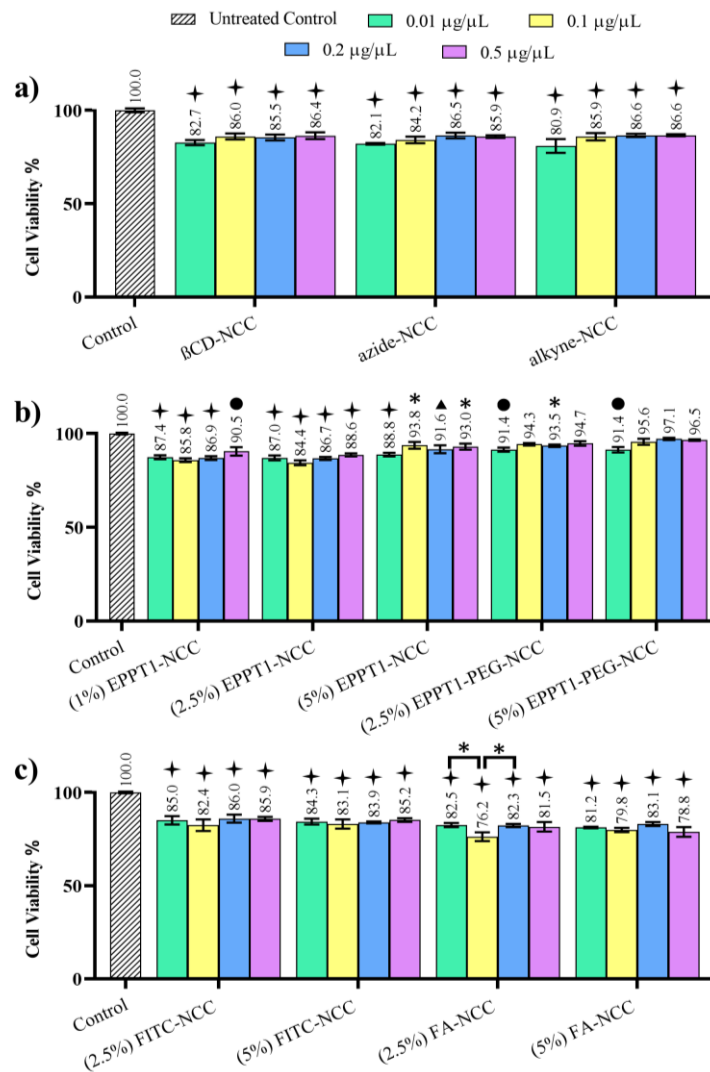 Untreated Control
0.01 µg/µL
0.1 µg/µL
0.2 µg/µL
0.5 µg/µL
a)
Cell Viability %
100
50
0
100.0
82.7
86.0
85.5
86.4
82.1
84.2
86.5
85.9
80.9
85.9
86.6
86.6
Control
ßCD-NCC
azide-NCC
alkyne-NCC
b)
Cell Viability %
100
50
0
100.0
87.4
85.8
86.9
90.5
87.0
84.4
86.7
88.6
88.8
*
93.8
91.6
*
93.0
91.4
94.3
*
93.5
94.7
91.4
95.6
97.1
96.5
Control
(1%) EPPT1-NCC
(2.5%) EPPT1-NCC
(5%) EPPT1-NCC
(2.5%) EPPT1-PEG-NCC
(5%) EPPT1-PEG-NCC
c)
Cell Viability %
100
50
0
100.0
85.0
82.4
86.0
85.9
84.3
83.1
83.9
85.2
* *
82.5
76.2
82.3
81.5
81.2
79.8
83.1
78.8
Control
(2.5%) FITC-NCC
(5%) FITC-NCC
(2.5%) FA-NCC
(5%) FA-NCC